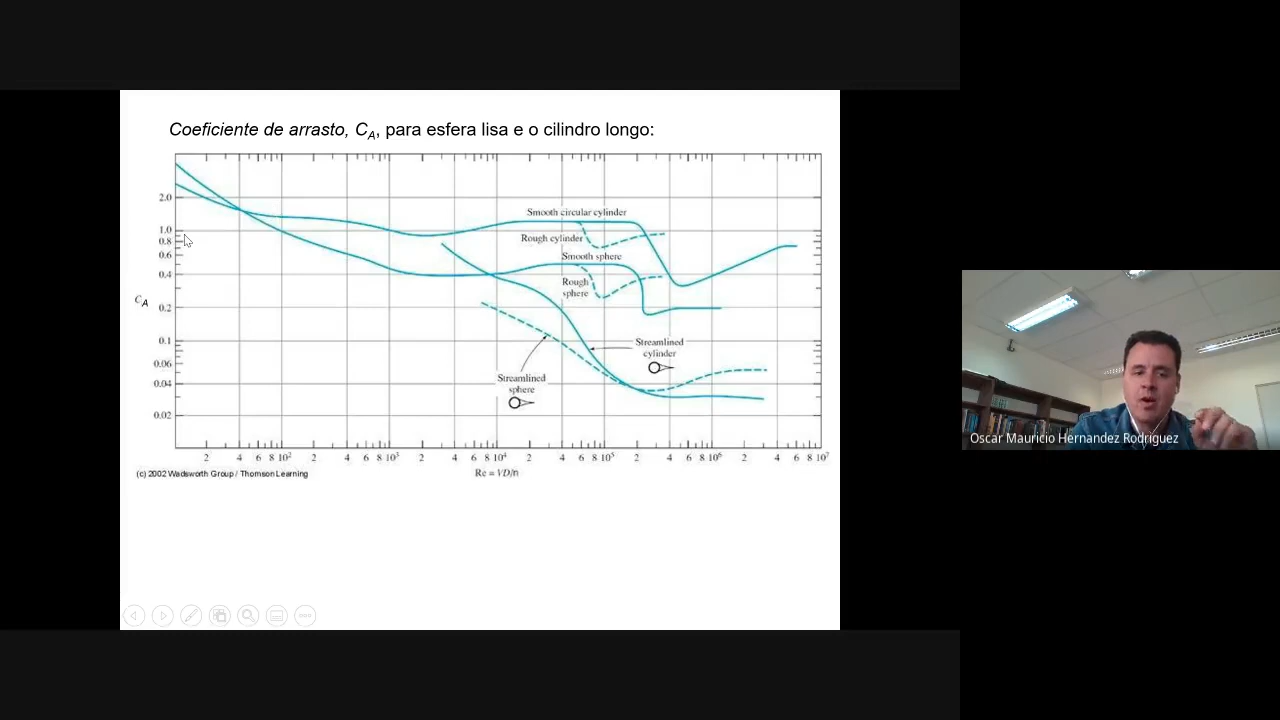 Coeficiente de arrasto, CA, para esfera lisa e o cilindro longo:
2.0
1.0
0.8
0.6
0.4
0.2
0.1
0.06
0.04
0.02
CA
Smooth circular cylinder
Rough cylinder
Smooth sphere
Rough
sphere
Streamlined
cylinder
Streamlined
sphere
2 4 6 8 10² 2 4 6 8 10³ 2 4 6 8 10⁴ 2 4 6 8 10⁵ 2 4 6 8 10⁶ 2 4 6 8 10⁷
(c) 2002 Wadsworth Group / Thomson Learning
Re = VD/n
Oscar Mauricio Hernandez Rodriguez